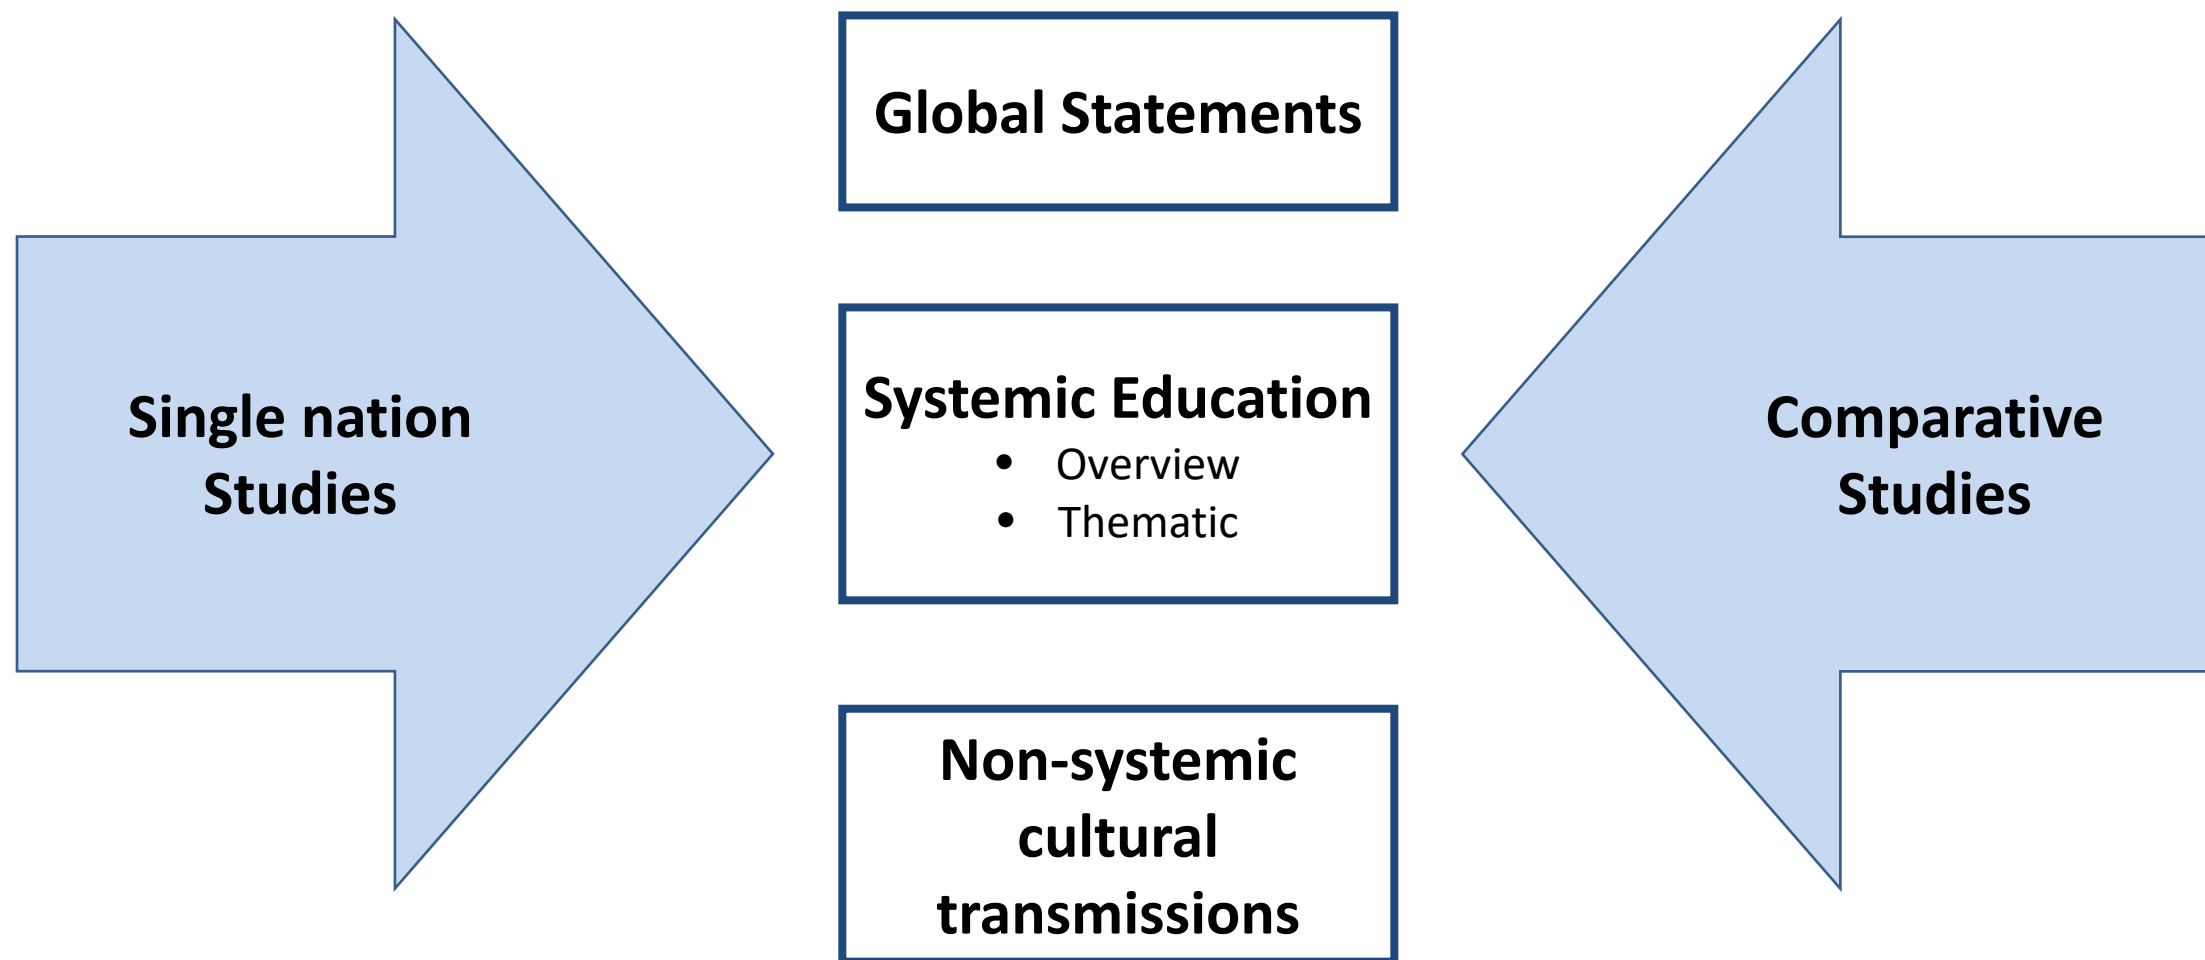 Single nation
Studies
Global Statements
Systemic Education
• Overview
• Thematic
Non-systemic
cultural
transmissions
Comparative
Studies